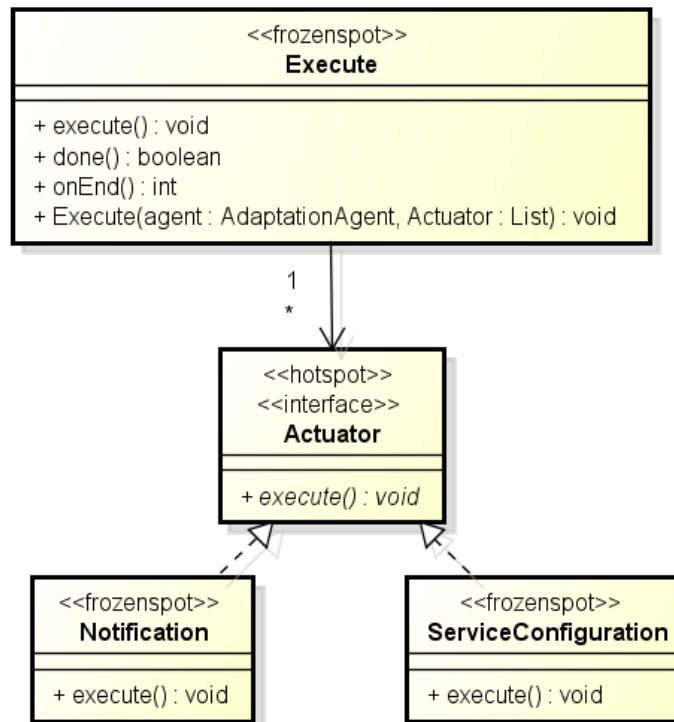 <<frozenspot>>
Execute
+ execute() : void
+ done() : boolean
+ onEnd() : int
+ Execute(agent : AdaptationAgent, Actuator : List) : void
1
*
<<hotspot>>
<<interface>>
Actuator
+ execute() : void
<<frozenspot>>
Notification
+ execute() : void
<<frozenspot>>
ServiceConfiguration
+ execute() : void